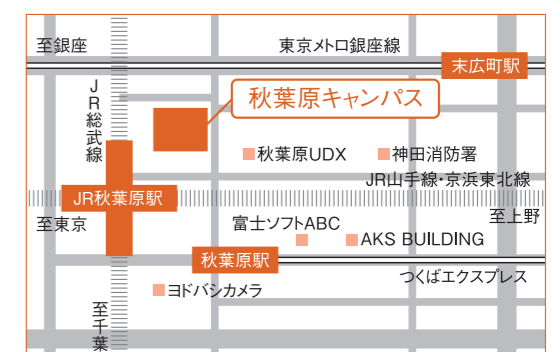 至銀座
東京メトロ銀座線
末広町駅
JR総武線
秋葉原キャンパス
秋葉原UDX
神田消防署
JR山手線・京浜東北線
JR秋葉原駅
至東京
富士ソフトABC
至上野
AKS BUILDING
秋葉原駅
つくばエクスプレス
ヨドバシカメラ
至千葉